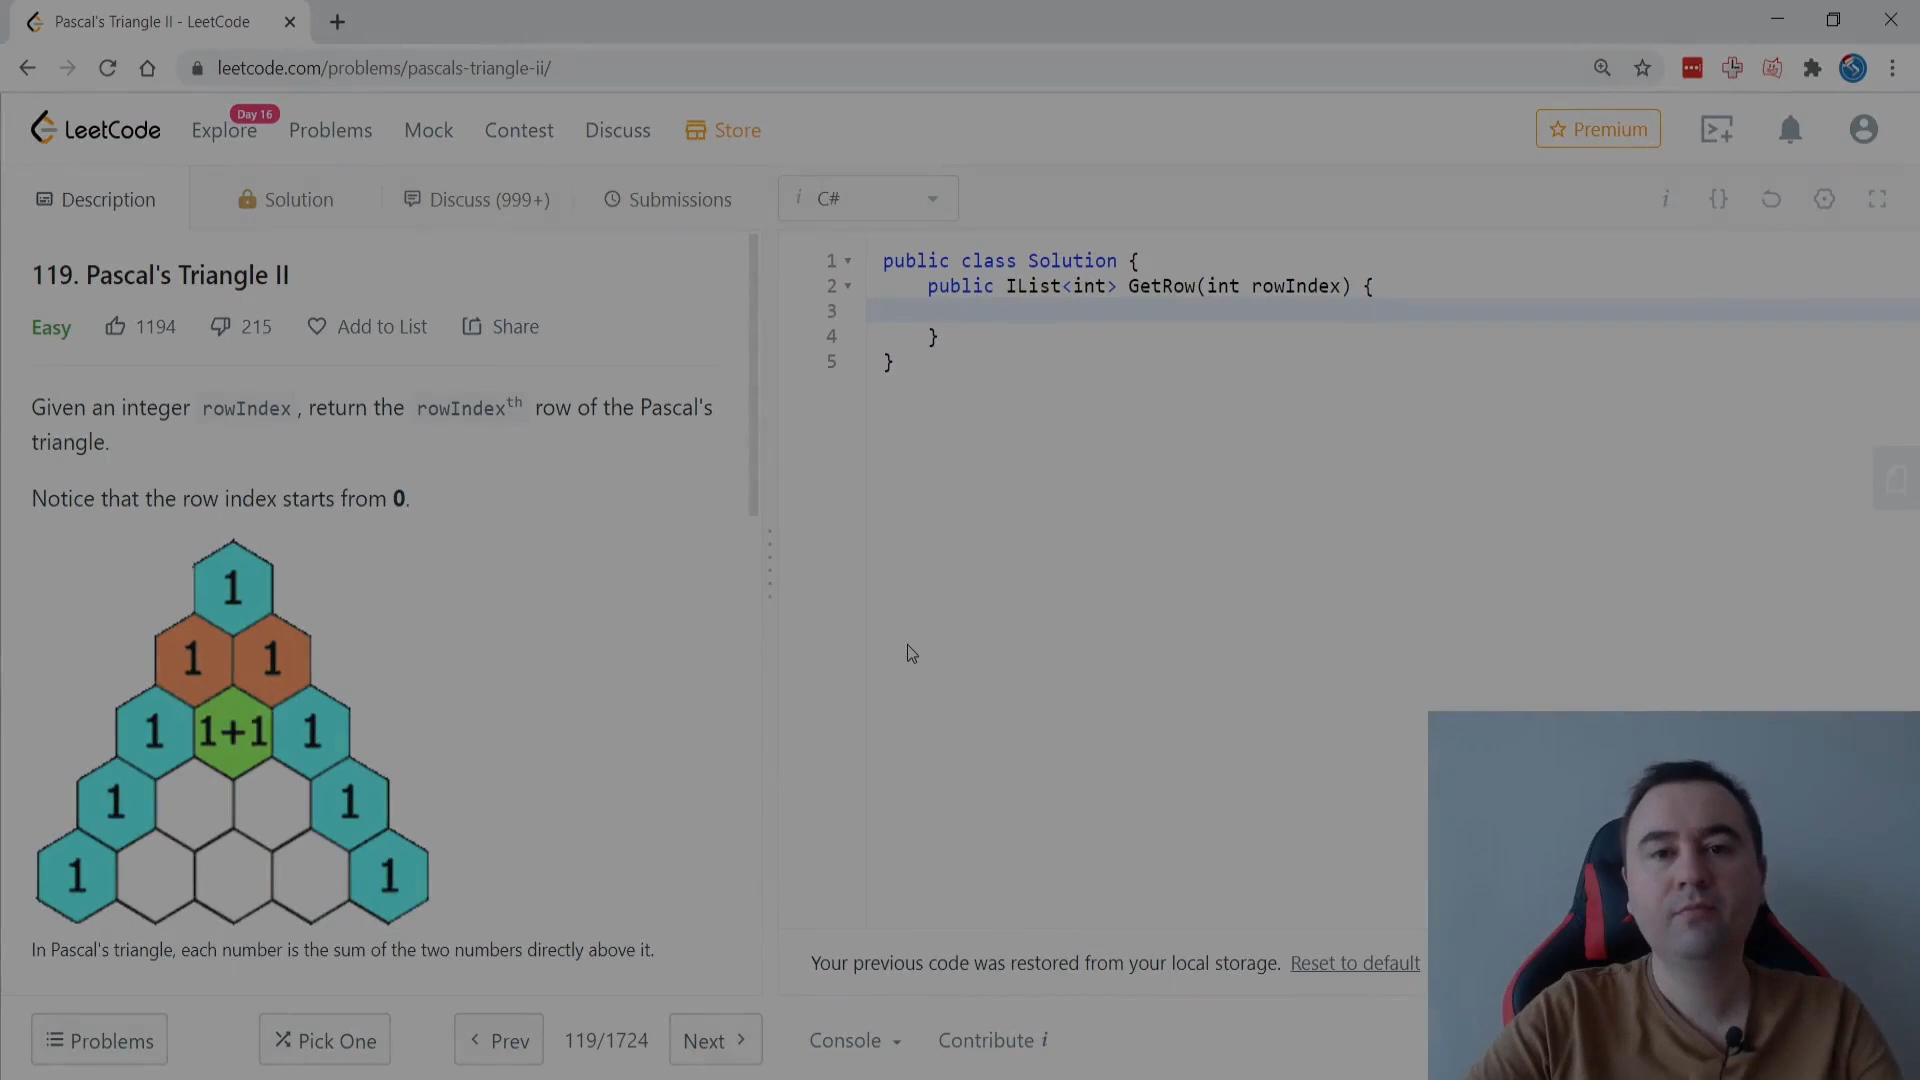 Pascal's Triangle II - LeetCode
leetcode.com/problems/pascals-triangle-ii/
LeetCode
Explore
Day 16
Problems
Mock
Contest
Discuss
Store
Premium
Description
Solution
Discuss (999+)
Submissions
i C#
i {}
119. Pascal's Triangle II
Easy 1194 215 Add to List Share
Given an integer rowIndex, return the rowIndexth row of the Pascal's
triangle.
Notice that the row index starts from 0.
1
1 1
1 1+1 1
1 1
1 1
In Pascal's triangle, each number is the sum of the two numbers directly above it.
1 public class Solution {
2 public IList<int> GetRow(int rowIndex) {
3
4 }
5 }
Your previous code was restored from your local storage. Reset to default
Problems
Pick One
Prev
119/1724
Next
Console
Contribute i